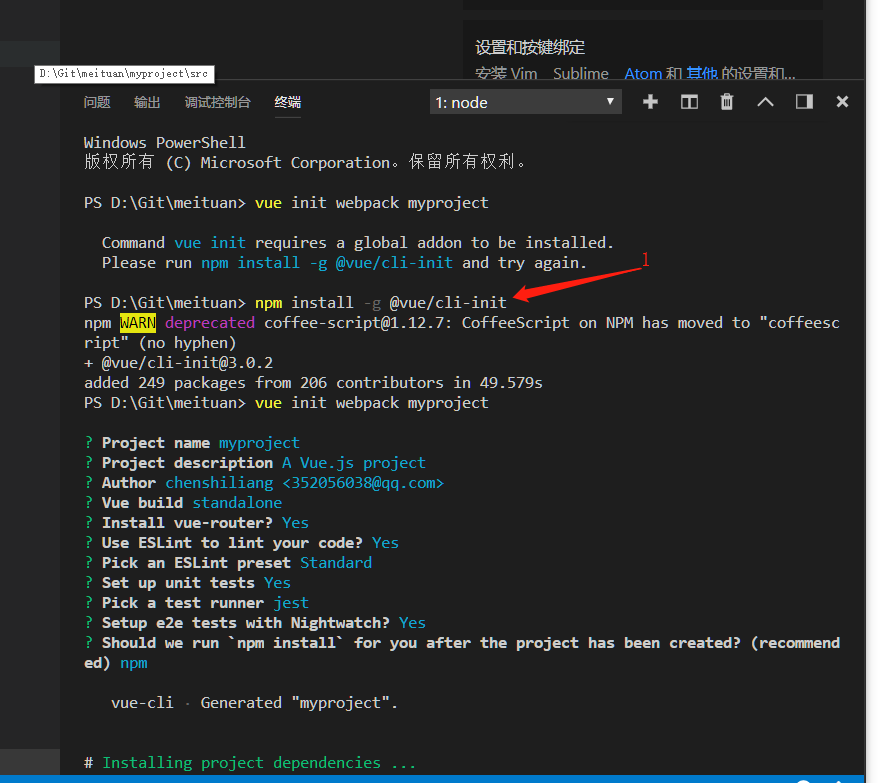 设置和按键绑定
安装 Vim Sublime Atom 和 其他 的设置和...
D:\Git\meituan\myproject\src
问题 输出 调试控制台 终端 1: node
Windows PowerShell
版权所有 (C) Microsoft Corporation。保留所有权利。
PS D:\Git\meituan> vue init webpack myproject
Command vue init requires a global addon to be installed.
Please run npm install -g @vue/cli-init and try again.
1
PS D:\Git\meituan> npm install -g @vue/cli-init
npm WARN deprecated coffee-script@1.12.7: CoffeeScript on NPM has moved to "coffeesc
ript" (no hyphen)
+ @vue/cli-init@3.0.2
added 249 packages from 206 contributors in 49.579s
PS D:\Git\meituan> vue init webpack myproject
? Project name myproject
? Project description A Vue.js project
? Author chenshiliang <352056038@qq.com>
? Vue build standalone
? Install vue-router? Yes
? Use ESLint to lint your code? Yes
? Pick an ESLint preset Standard
? Set up unit tests Yes
? Pick a test runner jest
? Setup e2e tests with Nightwatch? Yes
? Should we run `npm install` for you after the project has been created? (recommend
ed) npm
vue-cli · Generated "myproject".
# Installing project dependencies ...